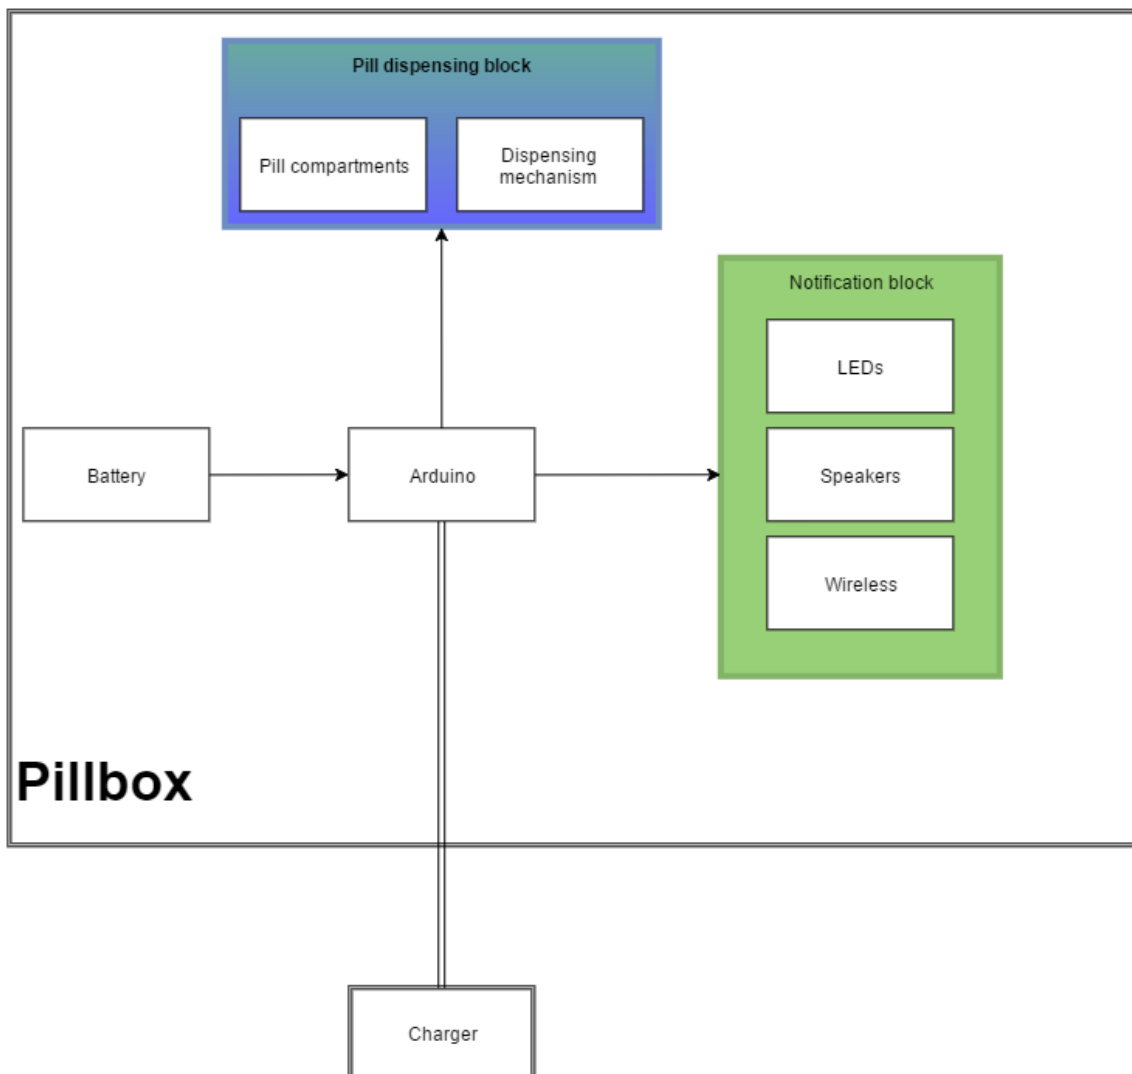 Pill dispensing block
Pill compartments
Dispensing
mechanism
Notification block
LEDs
Battery
Arduino
Speakers
Wireless
Pillbox
Charger